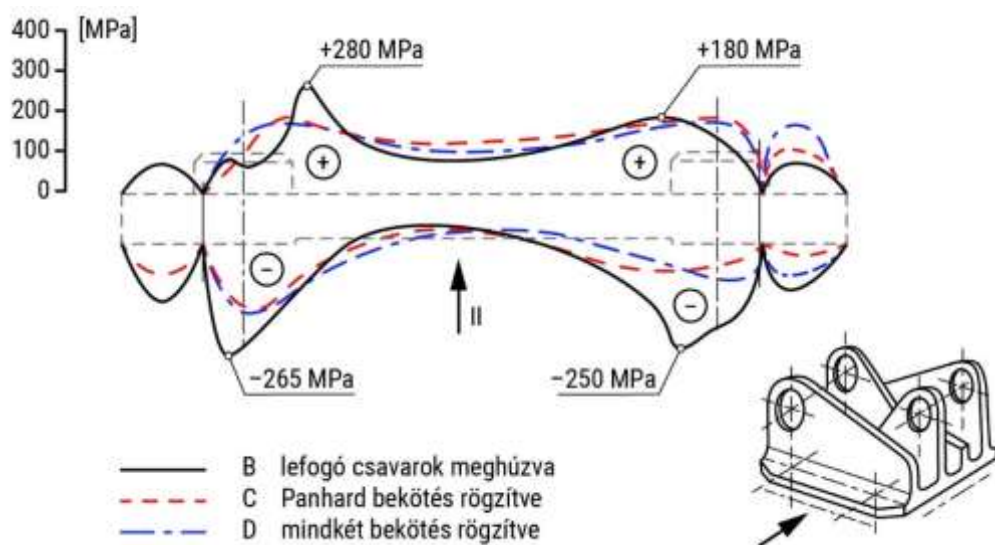 400 [MPa]
300
200
100
0
+280 MPa
+180 MPa
+
+
−
−
II
−265 MPa
−250 MPa
B lefogó csavarok meghúzva
C Panhard bekötés rögzítve
D mindkét bekötés rögzítve